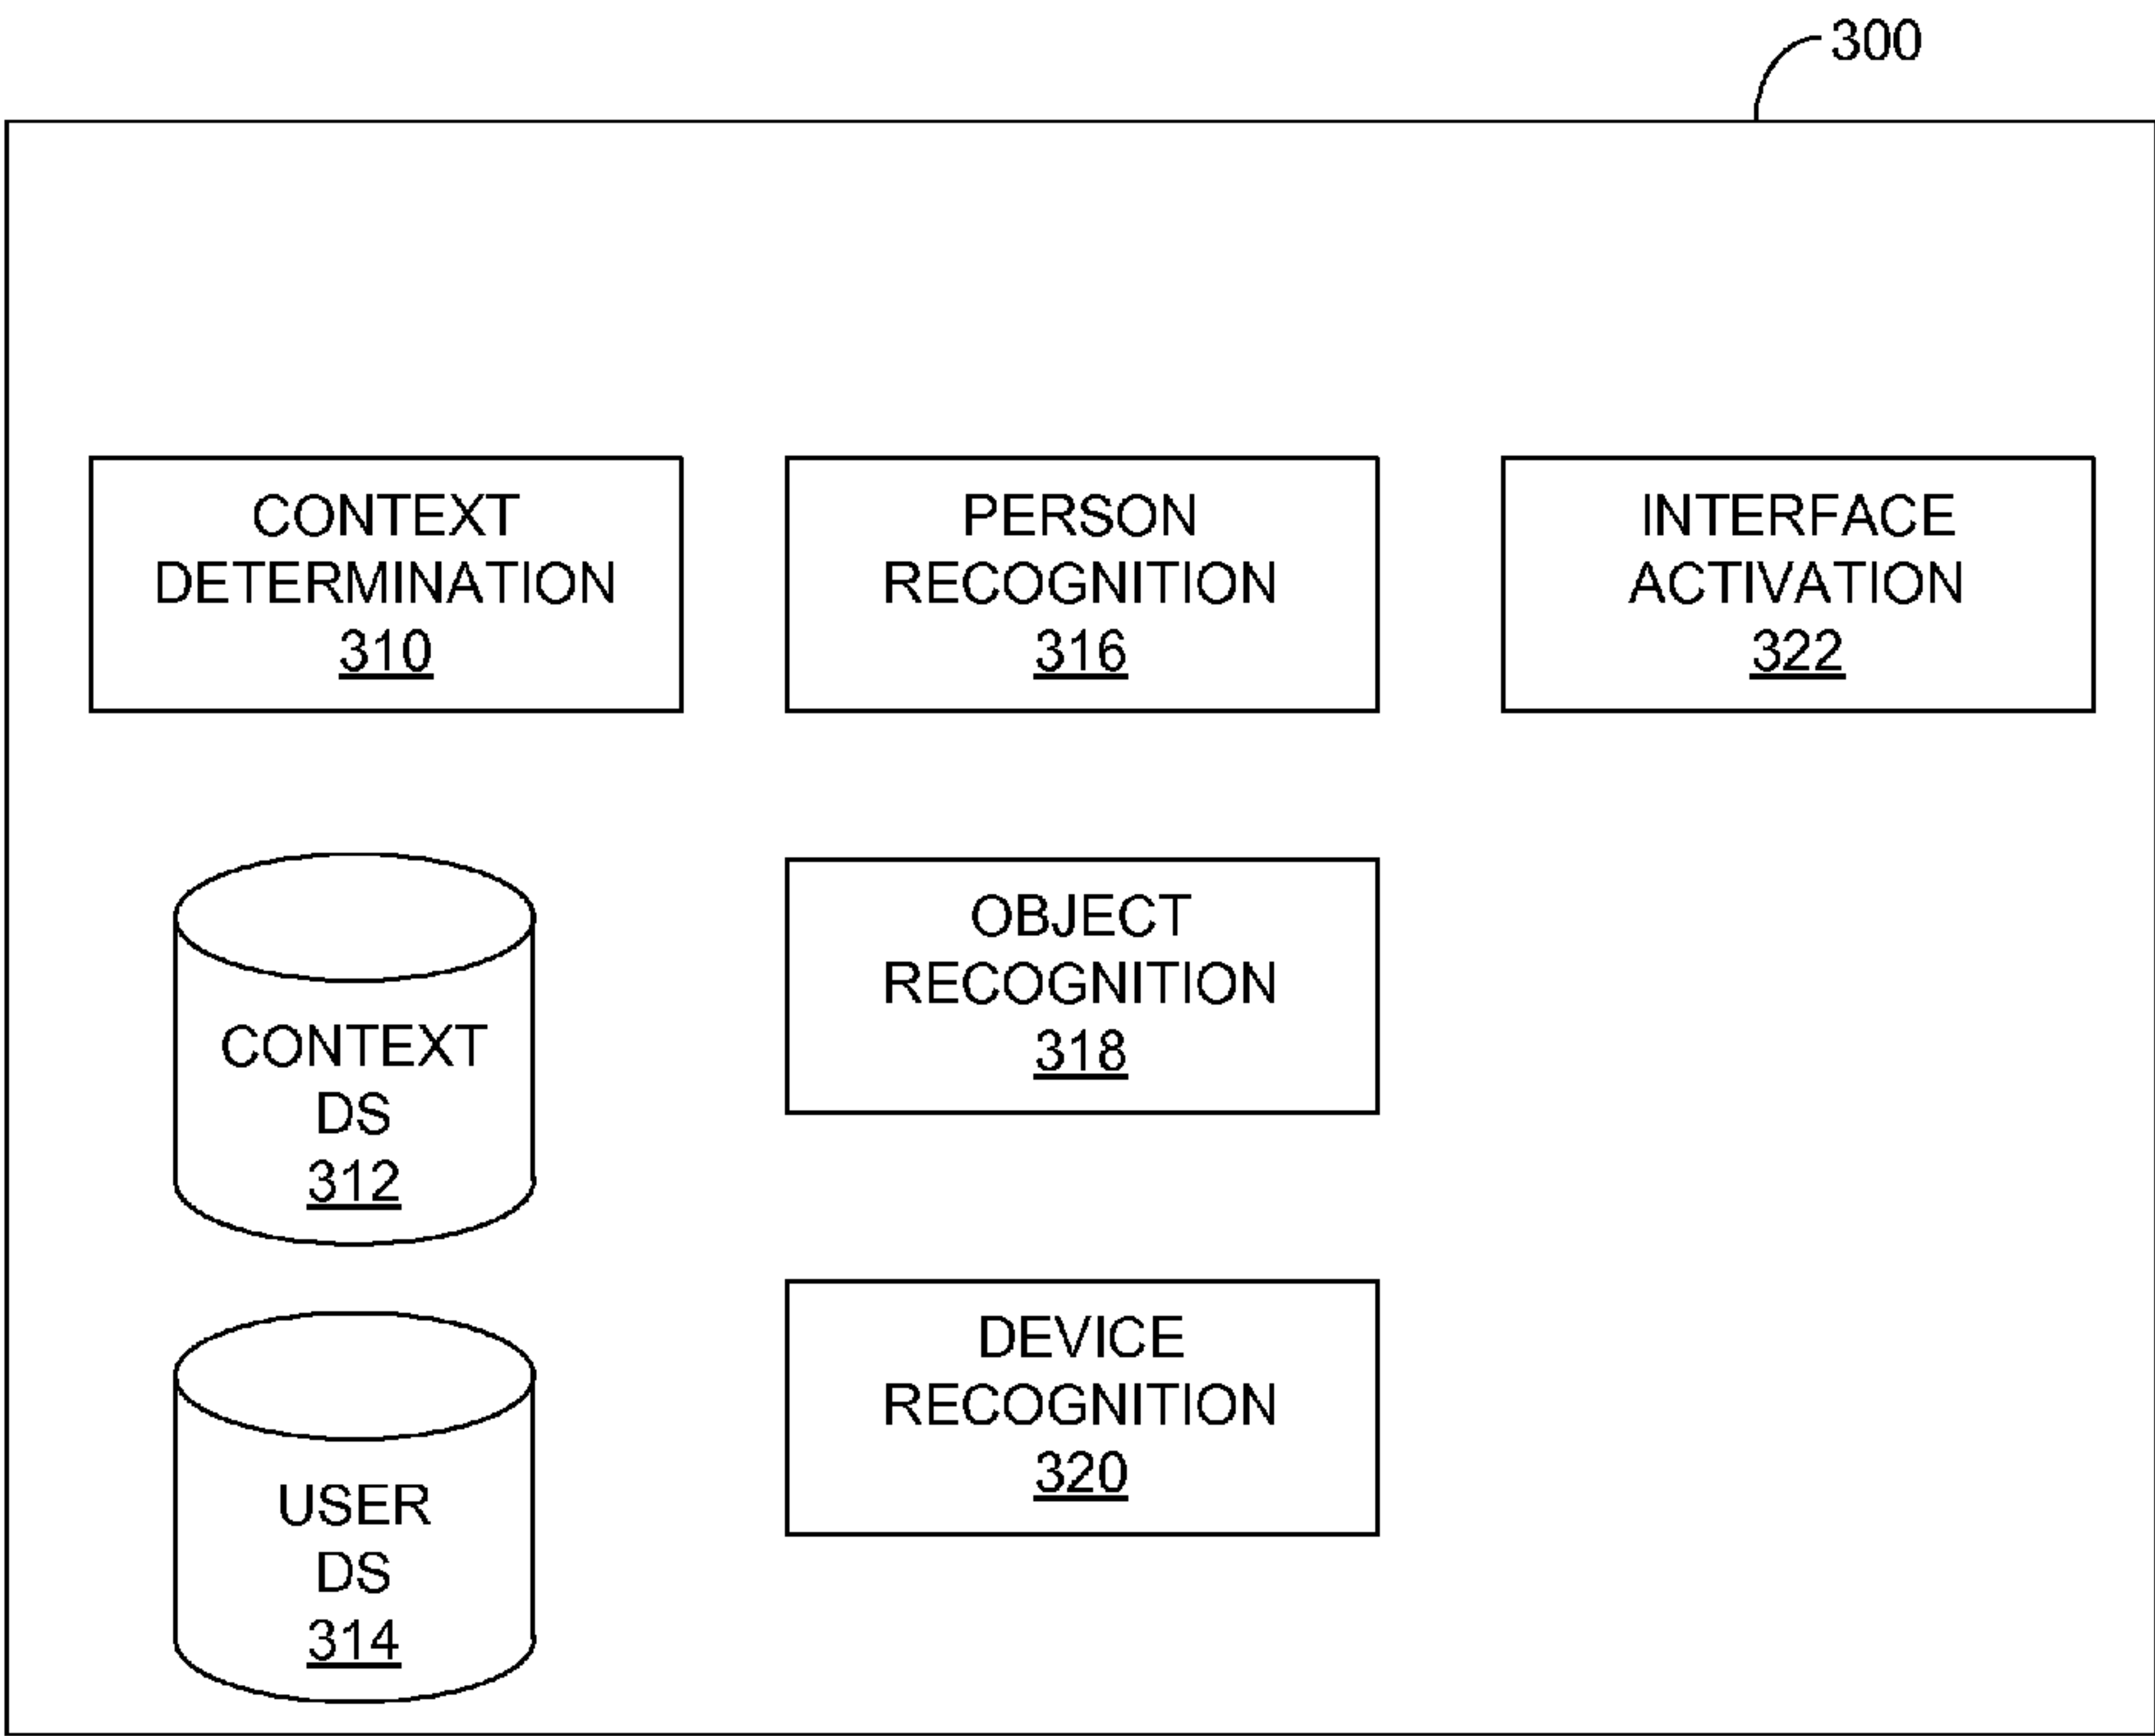 300
CONTEXT
DETERMINATION
310
PERSON
RECOGNITION
316
INTERFACE
ACTIVATION
322
CONTEXT
DS
312
OBJECT
RECOGNITION
318
USER
DS
314
DEVICE
RECOGNITION
320